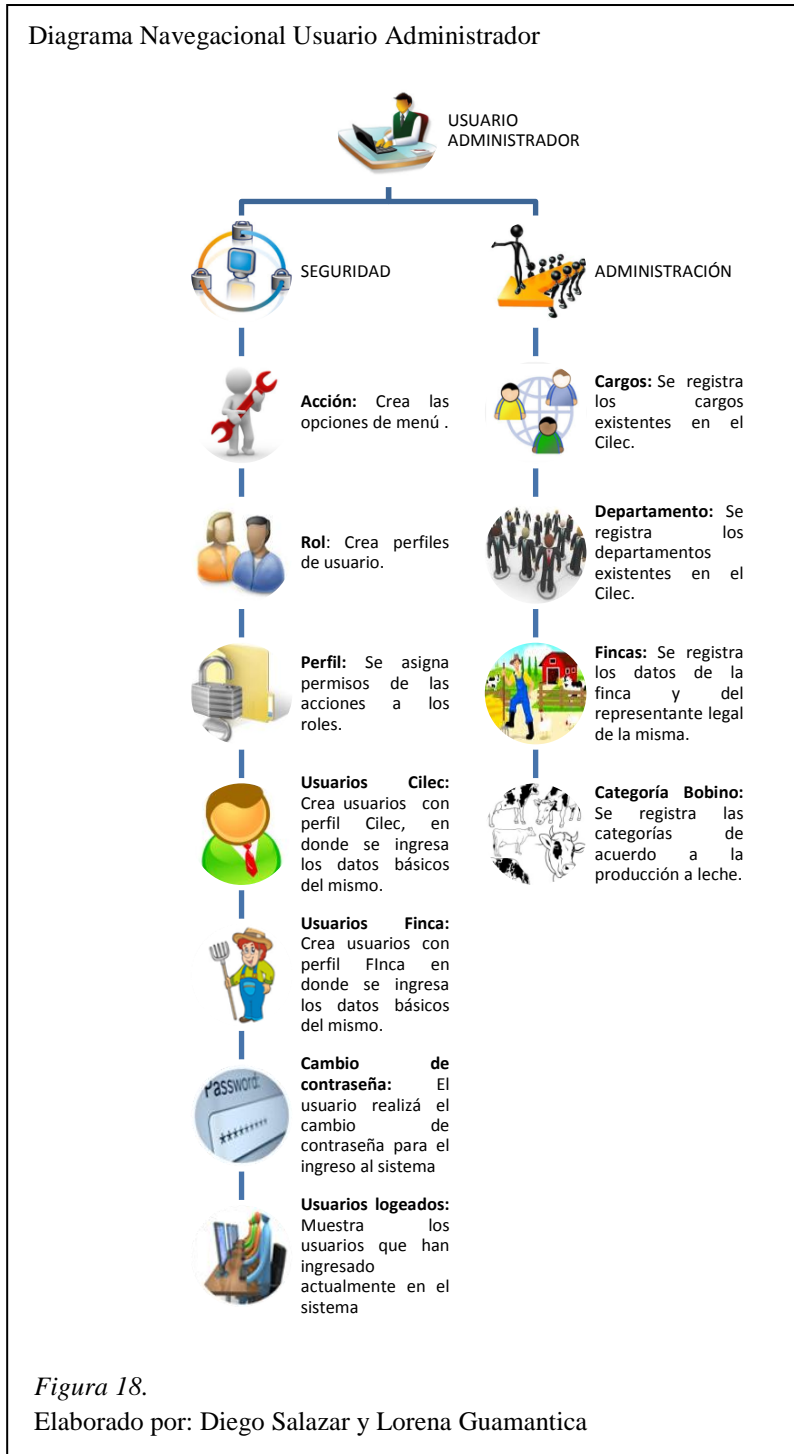 Diagrama Navegacional Usuario Administrador
USUARIO
ADMINISTRADOR
SEGURIDAD
Acción: Crea las
opciones de menú .
Rol: Crea perfiles
de usuario.
Perfil: Se asigna
permisos de las
acciones a los
roles.
Usuarios Cilec:
Crea usuarios con
perfil Cilec, en
donde se ingresa
los datos básicos
del mismo.
Usuarios Finca:
Crea usuarios con
perfil FInca en
donde se ingresa
los datos básicos
del mismo.
Password:
*********
Cambio de
contraseña: El
usuario realizá el
cambio de
contraseña para el
ingreso al sistema
Usuarios logeados:
Muestra los
usuarios que han
ingresado
actualmente en el
sistema
ADMINISTRACIÓN
Cargos: Se registra
los cargos
existentes en el
Cilec.
Departamento: Se
registra los
departamentos
existentes en el
Cilec.
Fincas: Se registra
los datos de la
finca y del
representante legal
de la misma.
Categoría Bobino:
Se registra las
categorías de
acuerdo a la
producción a leche.
Figura 18.
Elaborado por: Diego Salazar y Lorena Guamantica